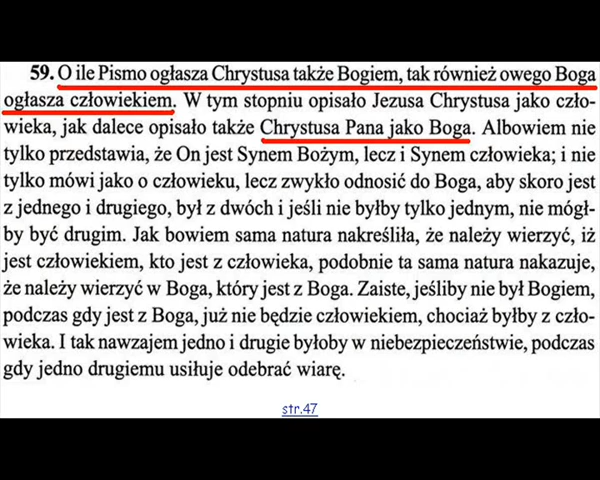 59. O ile Pismo ogłasza Chrystusa także Bogiem, tak również owego Boga
ogłasza człowiekiem. W tym stopniu opisało Jezusa Chrystusa jako czło-
wieka, jak dalece opisało także Chrystusa Pana jako Boga. Albowiem nie
tylko przedstawia, że On jest Synem Bożym, lecz i Synem człowieka; i nie
tylko mówi jako o człowieku, lecz zwykło odnosić do Boga, aby skoro jest
z jednego i drugiego, był z dwóch i jeśli nie byłby tylko jednym, nie mógł-
by być drugim. Jak bowiem sama natura nakreśliła, że należy wierzyć, iż
jest człowiekiem, kto jest z człowieka, podobnie ta sama natura nakazuje,
że należy wierzyć w Boga, który jest z Boga. Zaiste, jeśliby nie był Bogiem,
podczas gdy jest z Boga, już nie będzie człowiekiem, chociaż byłby z czło-
wieka. I tak nawzajem jedno i drugie byłoby w niebezpieczeństwie, podczas
gdy jedno drugiemu usiłuje odebrać wiarę.
str.47